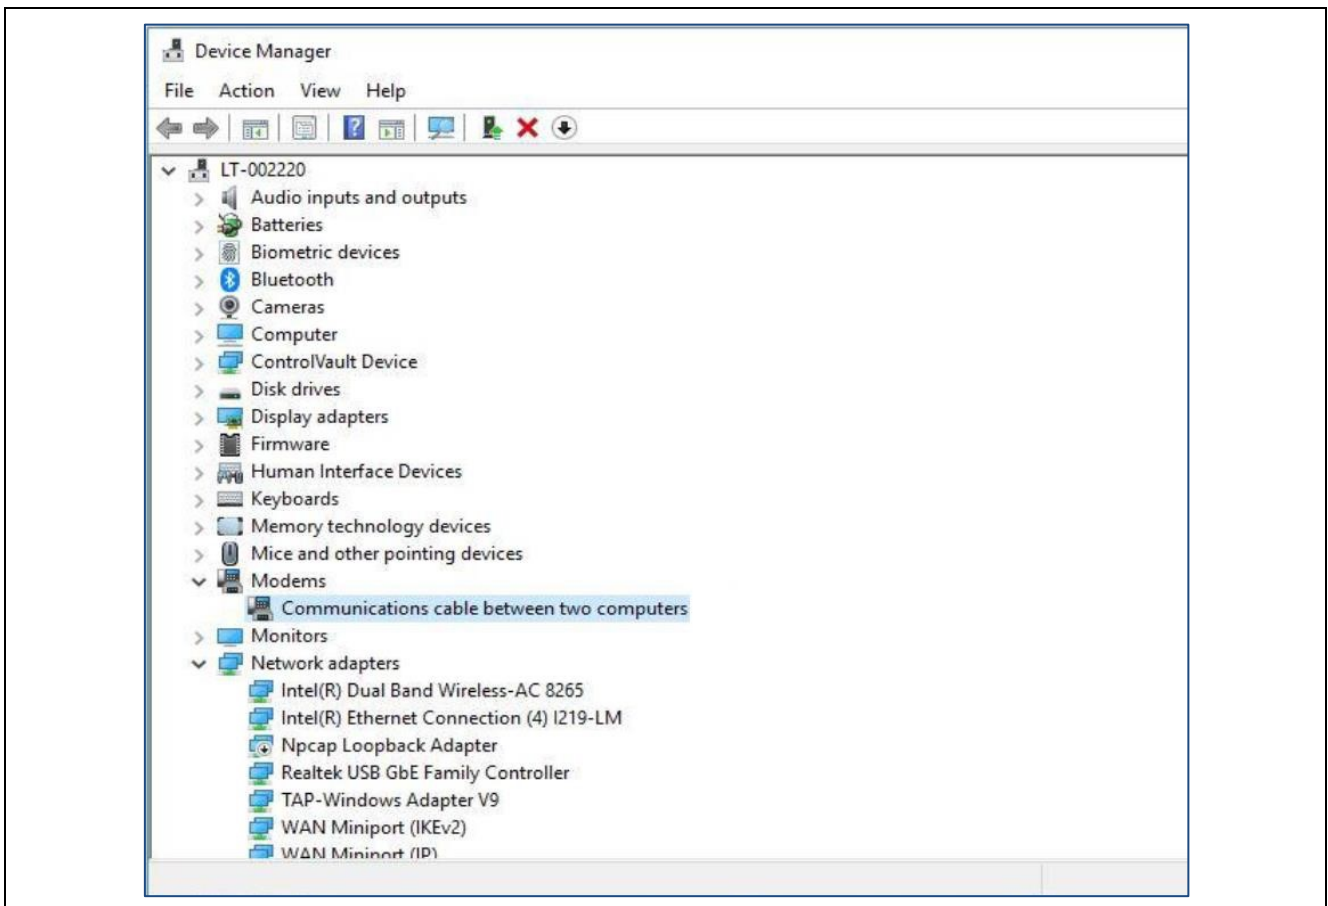 Device Manager
File Action View Help
LT-002220
Audio inputs and outputs
Batteries
Biometric devices
Bluetooth
Cameras
Computer
ControlVault Device
Disk drives
Display adapters
Firmware
Human Interface Devices
Keyboards
Memory technology devices
Mice and other pointing devices
Modems
Communications cable between two computers
Monitors
Network adapters
Intel(R) Dual Band Wireless-AC 8265
Intel(R) Ethernet Connection (4) I219-LM
Npcap Loopback Adapter
Realtek USB GbE Family Controller
TAP-Windows Adapter V9
WAN Miniport (IKEv2)
WAN Miniport (IP)